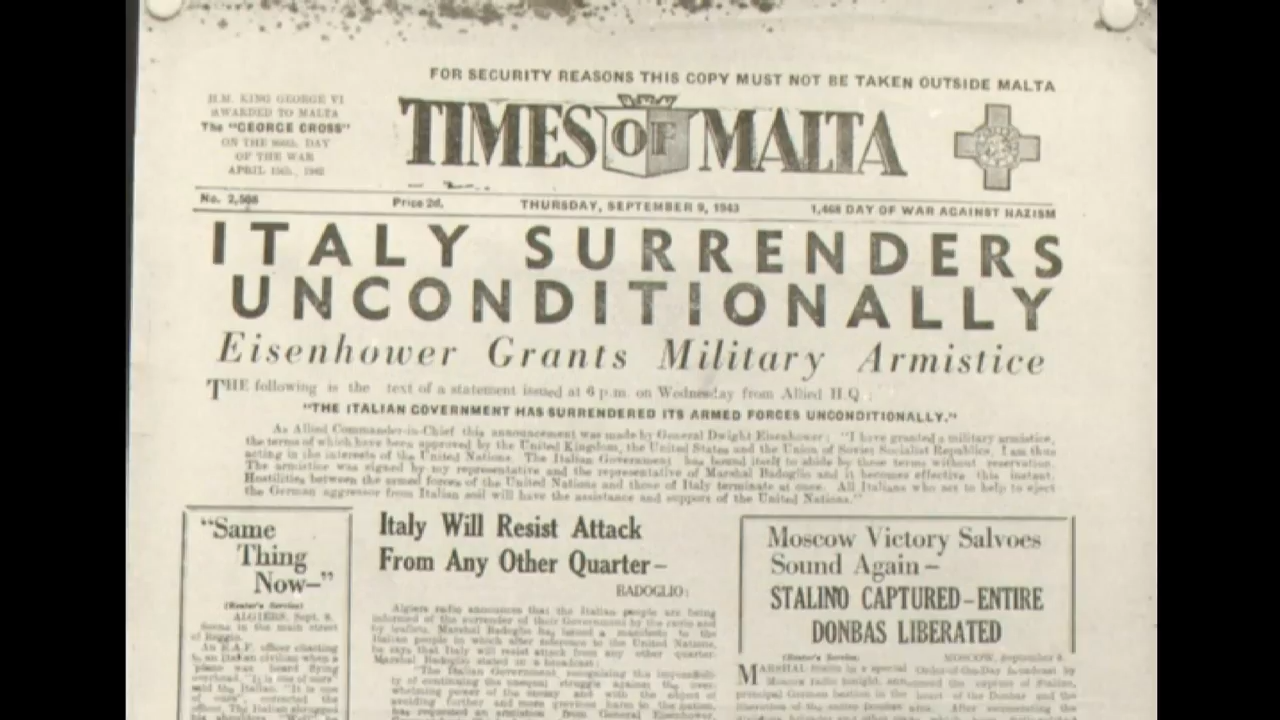 FOR SECURITY REASONS THIS COPY MUST NOT BE TAKEN OUTSIDE MALTA
H.M. KING GEORGE VI
AWARDED TO MALTA
The "GEORGE CROSS"
ON THE DAY
OF THE WAR
APRIL 15th, 1942
TIMES OF MALTA
No. 2,508
Price 2d.
THURSDAY, SEPTEMBER 9, 1943
1,468 DAY OF WAR AGAINST NAZISM
ITALY SURRENDERS
UNCONDITIONALLY
Eisenhower Grants Military Armistice
THE following is the text of a statement issued at 6 p.m. on Wednesday from Allied H.Q.:
"THE ITALIAN GOVERNMENT HAS SURRENDERED ITS ARMED FORCES UNCONDITIONALLY."
As Allied Commander-in-Chief this announcement was made by General Dwight Eisenhower: "I have granted a military armistice,
the terms of which have been approved by the United Kingdom, the United States and the Union of Soviet Socialist Republics. I am thus
acting in the interests of the United Nations. The Italian Government has bound itself to abide by these terms without reservation.
The armistice was signed by my representative and the representative of Marshal Badoglio and it becomes effective this instant.
Hostilities between the armed forces of the United Nations and those of Italy terminate at once. All Italians who act to help to eject
the German aggressor from Italian soil will have the assistance and support of the United Nations."
"Same
Thing
Now—"
(Reuter's Service)
ALGIERS, Sept. 8.
Scene in the main street
of Reggio.
An R.A.F. officer chatting
to an Italian civilian when a
plane was heard flying
overhead. "It is one of
said the Italian. "It is one
of corrected the
officer. The Italian shrugged
his shoulders.
Italy Will Resist Attack
From Any Other Quarter—
BADOGLIO:
Algiers radio announces that the Italian people are being
informed of the surrender of their Government by the radio and
by leaflets. Marshal Badoglio has issued a manifesto to the
Italian people in which after reference to the United Nations,
he says that Italy will resist attack from any other quarter.
Marshal Badoglio stated in a broadcast:
"The Italian Government, recognising the impossibili-
ty of continuing the unequal struggle against the over-
whelming power of the enemy and with the object of
avoiding further and more grievous harm to the nation,
has requested an armistice from General Eisenhower,
Moscow Victory Salvoes
Sound Again—
STALINO CAPTURED—ENTIRE
DONBAS LIBERATED
(Reuter's Service)
MOSCOW, September 8.
MARSHAL Stalin in a special Order-of-the-Day broadcast by
Moscow radio tonight, announced the capture of Stalino,
principal German bastion in the heart of the Donbas and the
liberation of the entire Donbas area.